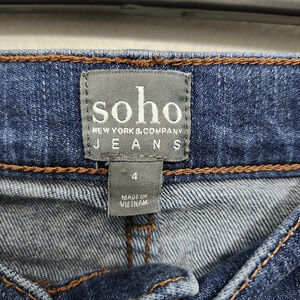 soho
NEW YORK & COMPANY
JEANS
4
MADE IN
VIETNAM